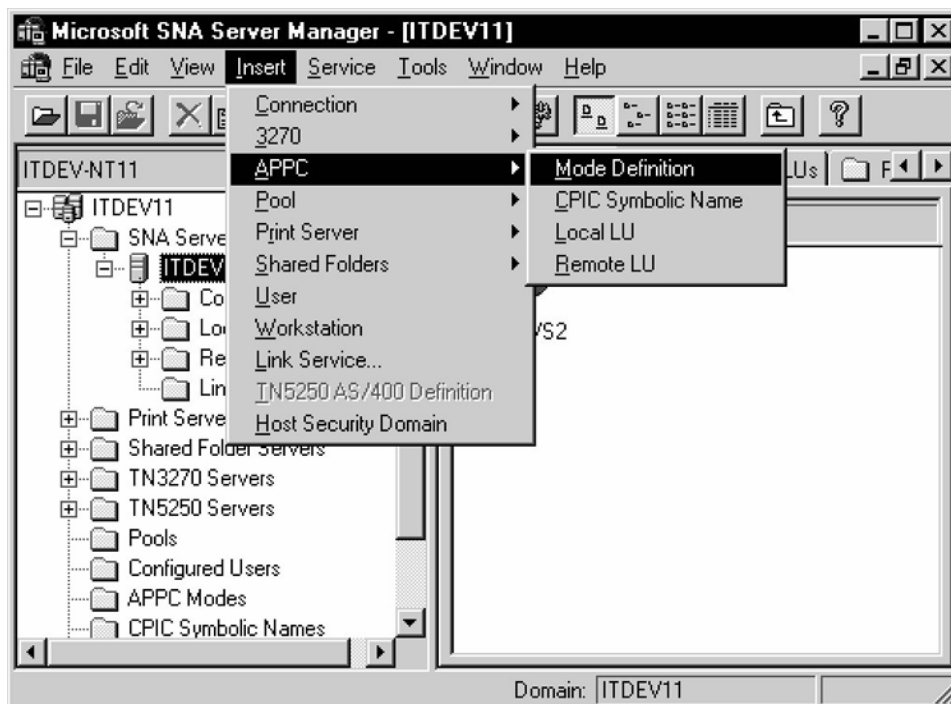 Microsoft SNA Server Manager - [ITDEV11]
File Edit View Insert Service Tools Window Help
ITDEV-NT11
LUs
ITDEV11
SNA Serve
ITDEV
Co
Lo
Re
Lin
Print Serve
Shared Folder Servers
TN3270 Servers
TN5250 Servers
Pools
Configured Users
APPC Modes
CPIC Symbolic Names
Connection
3270
APPC
Pool
Print Server
Shared Folders
User
Workstation
Link Service...
TN5250 AS/400 Definition
Host Security Domain
Mode Definition
CPIC Symbolic Name
Local LU
Remote LU
VS2
Domain: ITDEV11